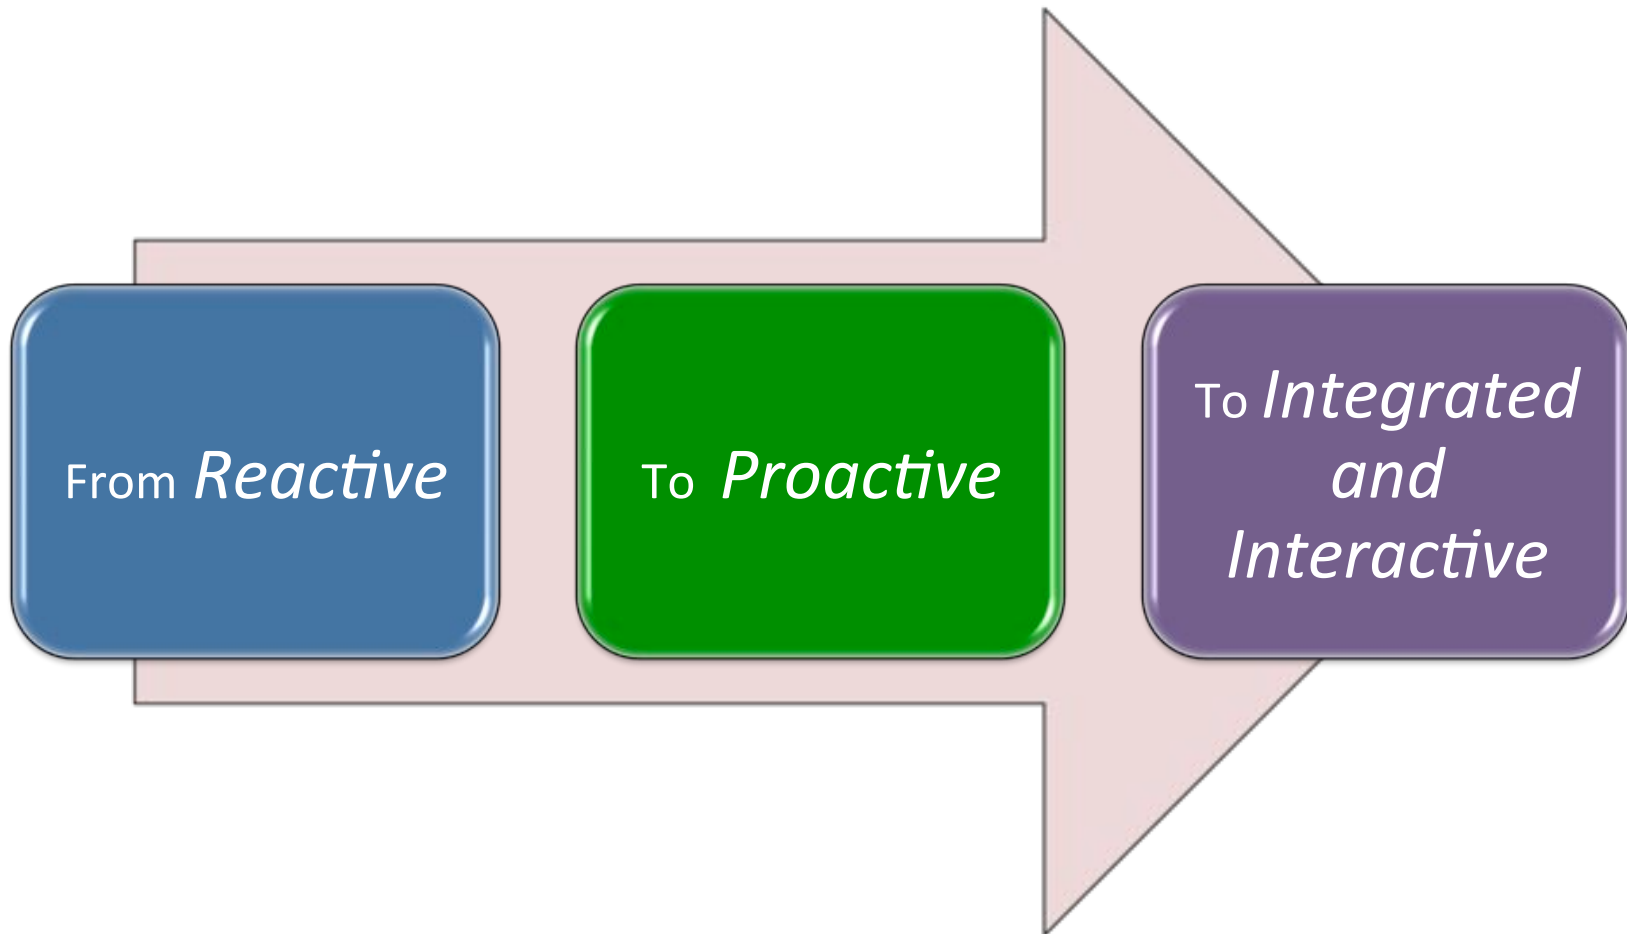 From Reactive
To Proactive
To Integrated
and
Interactive